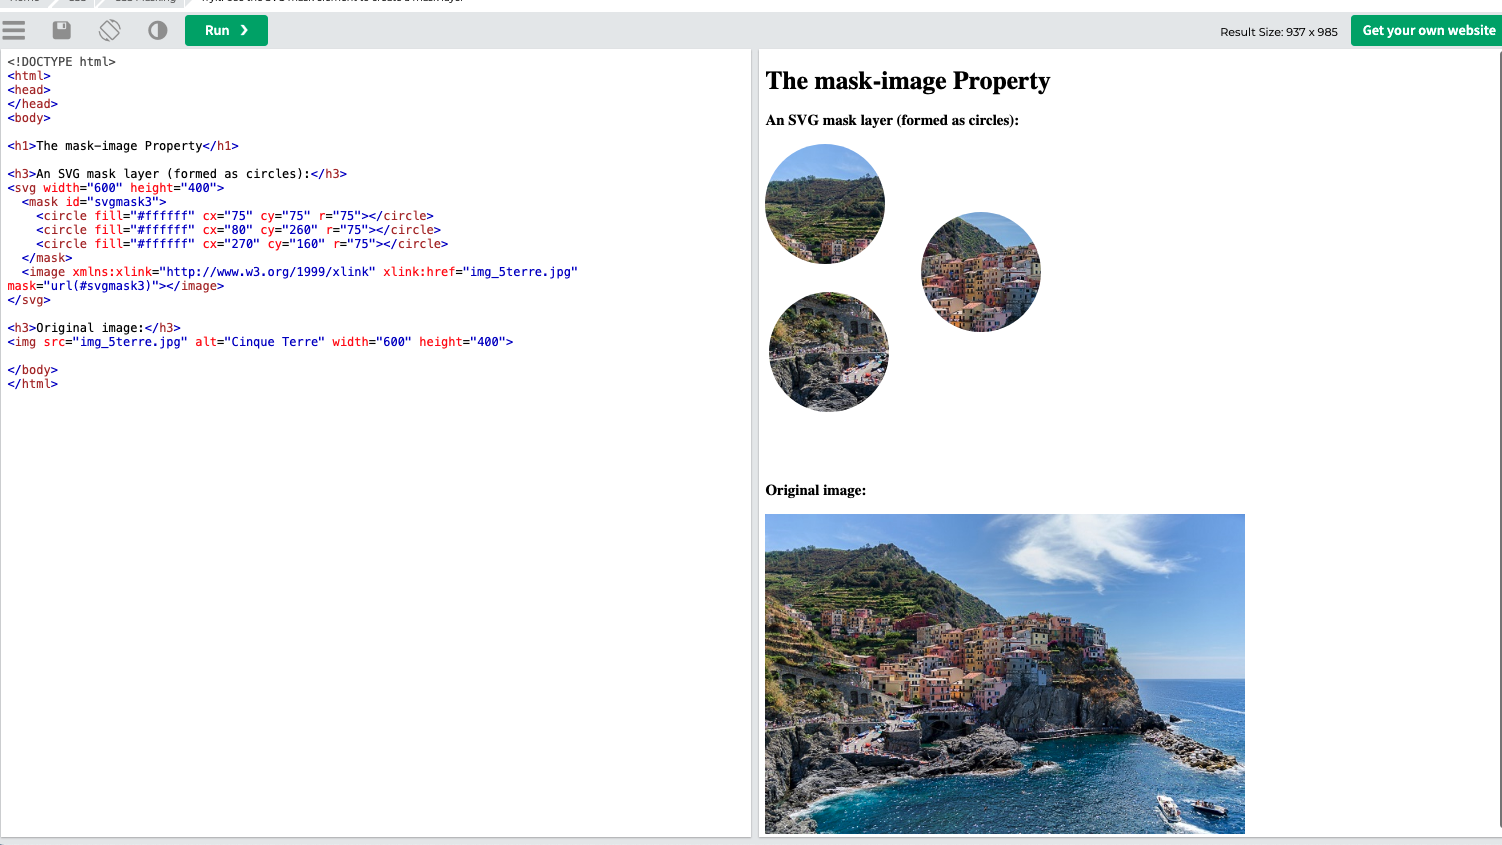 Run ❯
Result Size: 937 x 985
Get your own website
<!DOCTYPE html>
<html>
<head>
</head>
<body>
<h1>The mask-image Property</h1>
<h3>An SVG mask layer (formed as circles):</h3>
<svg width="600" height="400">
<mask id="svgmask3">
<circle fill="#ffffff" cx="75" cy="75" r="75"></circle>
<circle fill="#ffffff" cx="80" cy="260" r="75"></circle>
<circle fill="#ffffff" cx="270" cy="160" r="75"></circle>
</mask>
<image xmlns:xlink="http://www.w3.org/1999/xlink" xlink:href="img_5terre.jpg"
mask="url(#svgmask3)"></image>
</svg>
<h3>Original image:</h3>
<img src="img_5terre.jpg" alt="Cinque Terre" width="600" height="400">
</body>
</html>
The mask-image Property
An SVG mask layer (formed as circles):
Original image: